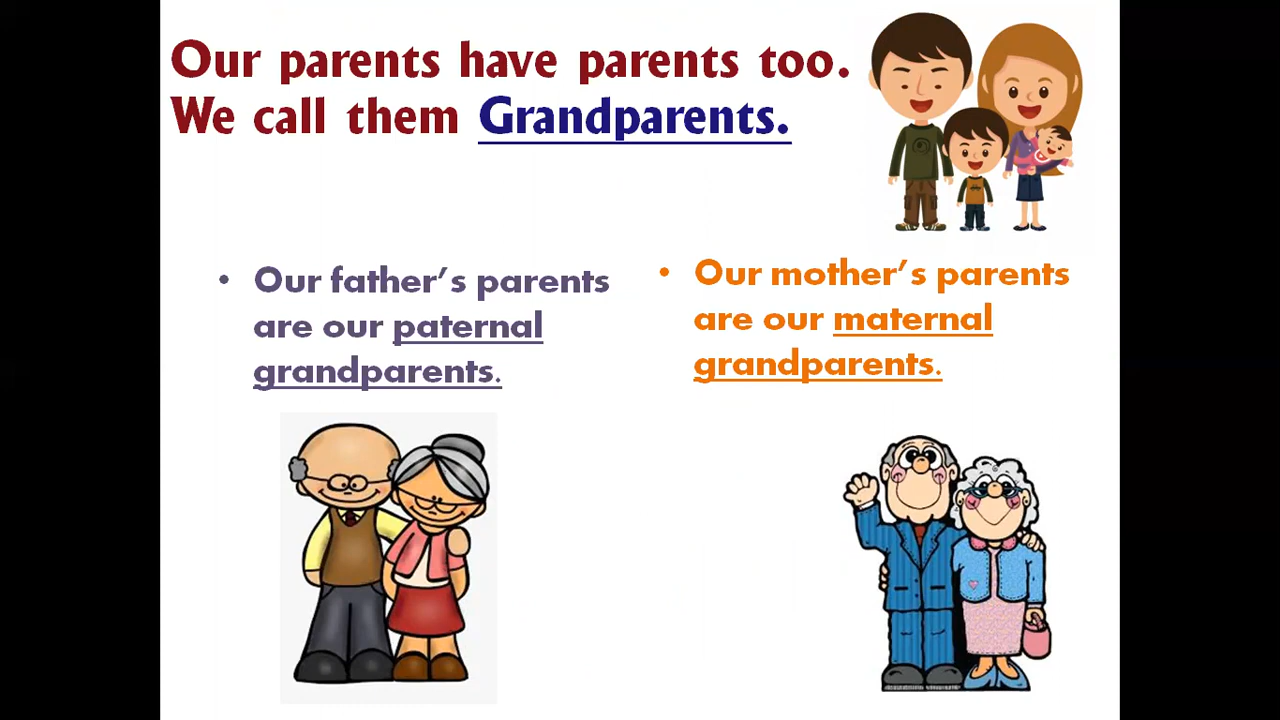 Our parents have parents too.
We call them Grandparents.
• Our father's parents
are our paternal
grandparents.
• Our mother's parents
are our maternal
grandparents.